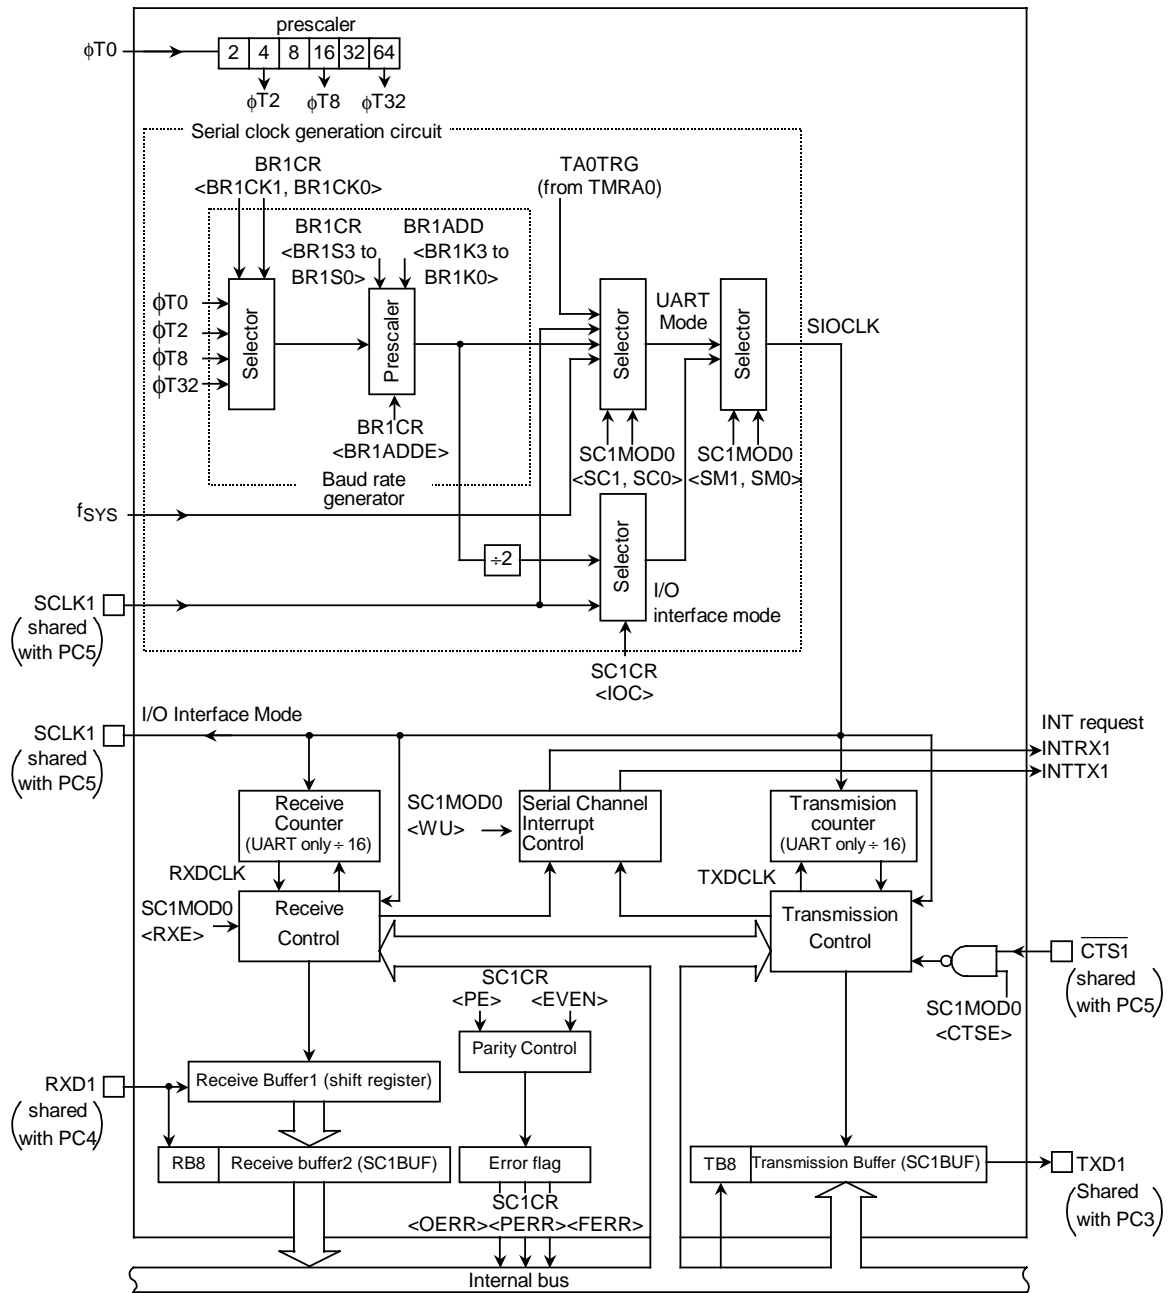 prescaler
ϕT0
2 4 8 16 32 64
ϕT2 ϕT8 ϕT32
Serial clock generation circuit
BR1CR
<BR1CK1, BR1CK0>
TA0TRG
(from TMRA0)
BR1CR
<BR1S3 to
BR1S0>
BR1ADD
<BR1K3 to
BR1K0>
ϕT0
ϕT2
ϕT8
ϕT32
Selector
Prescaler
Selector
UART
Mode
Selector
SIOCLK
BR1CR
<BR1ADDE>
SC1MOD0
<SC1, SC0>
SC1MOD0
<SM1, SM0>
Baud rate
generator
fSYS
÷2
Selector
I/O
interface mode
SCLK1
(shared
with PC5)
SC1CR
<IOC>
I/O Interface Mode
SCLK1
(shared
with PC5)
INT request
INTRX1
INTTX1
Receive
Counter
(UART only ÷ 16)
SC1MOD0
<WU>
Serial Channel
Interrupt
Control
Transmision
counter
(UART only ÷ 16)
RXDCLK
TXDCLK
SC1MOD0
<RXE>
Receive
Control
Transmission
Control
CTS1
(shared
with PC5)
SC1MOD0
<CTSE>
SC1CR
<PE> <EVEN>
Parity Control
RXD1
(shared
with PC4)
Receive Buffer1 (shift register)
RB8 Receive buffer2 (SC1BUF)
Error flag
TB8 Transmission Buffer (SC1BUF)
TXD1
(Shared
with PC3)
SC1CR
<OERR><PERR><FERR>
Internal bus